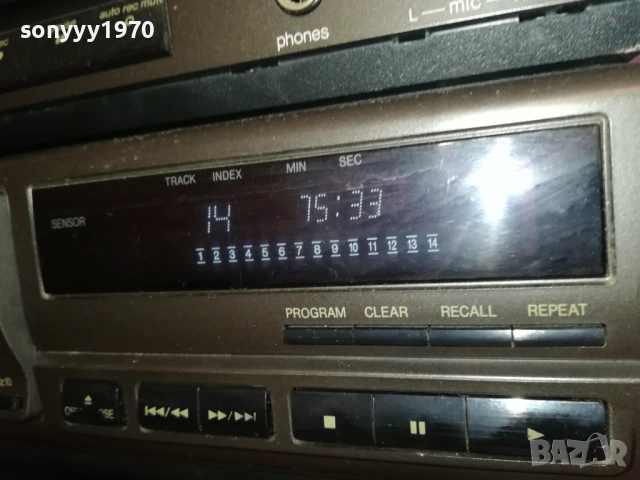 sonyyy1970
auto rec mute
phones
L — mic
TRACK INDEX MIN SEC
SENSOR
14 75:33
1 2 3 4 5 6 7 8 9 10 11 12 13 14
PROGRAM CLEAR RECALL REPEAT
BAZAR